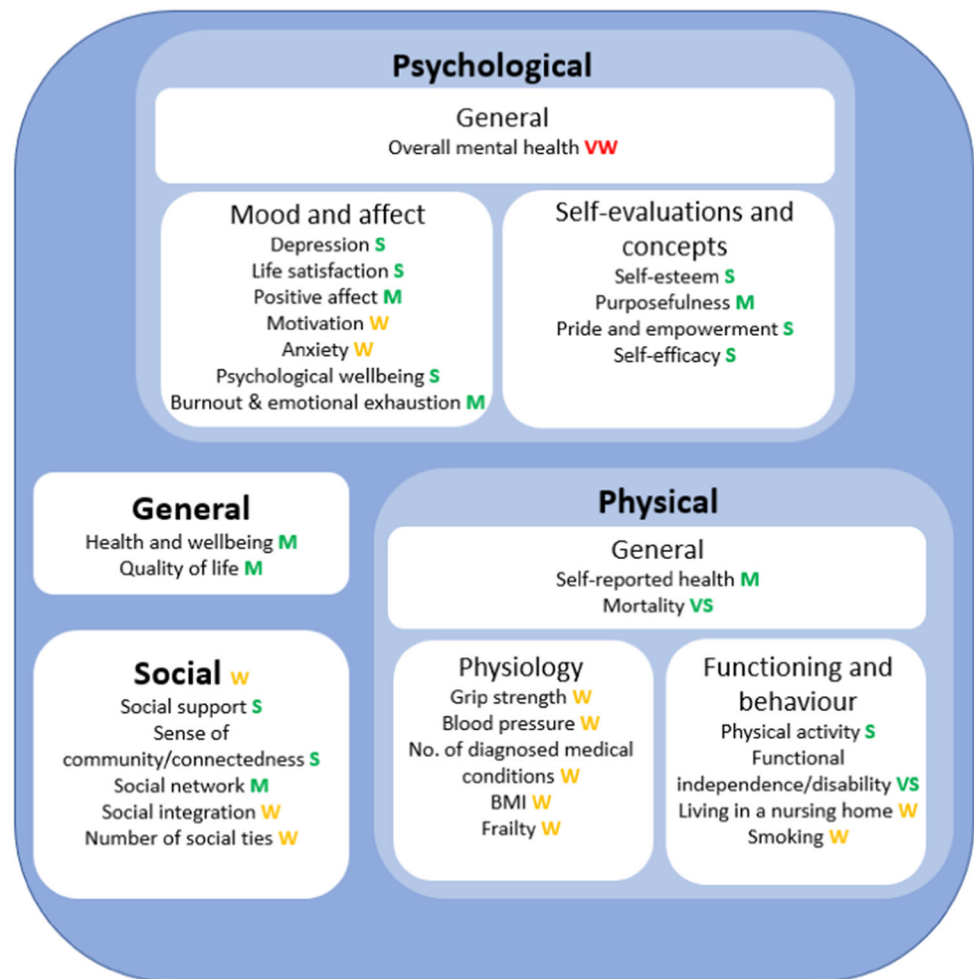 Psychological
General
Overall mental health VW
Mood and affect
Depression S
Life satisfaction S
Positive affect M
Motivation W
Anxiety W
Psychological wellbeing S
Burnout & emotional exhaustion M
Self-evaluations and
concepts
Self-esteem S
Purposefulness M
Pride and empowerment S
Self-efficacy S
General
Health and wellbeing M
Quality of life M
Social W
Social support S
Sense of
community/connectedness S
Social network M
Social integration W
Number of social ties W
Physical
General
Self-reported health M
Mortality VS
Physiology
Grip strength W
Blood pressure W
No. of diagnosed medical
conditions W
BMI W
Frailty W
Functioning and
behaviour
Physical activity S
Functional
independence/disability VS
Living in a nursing home W
Smoking W